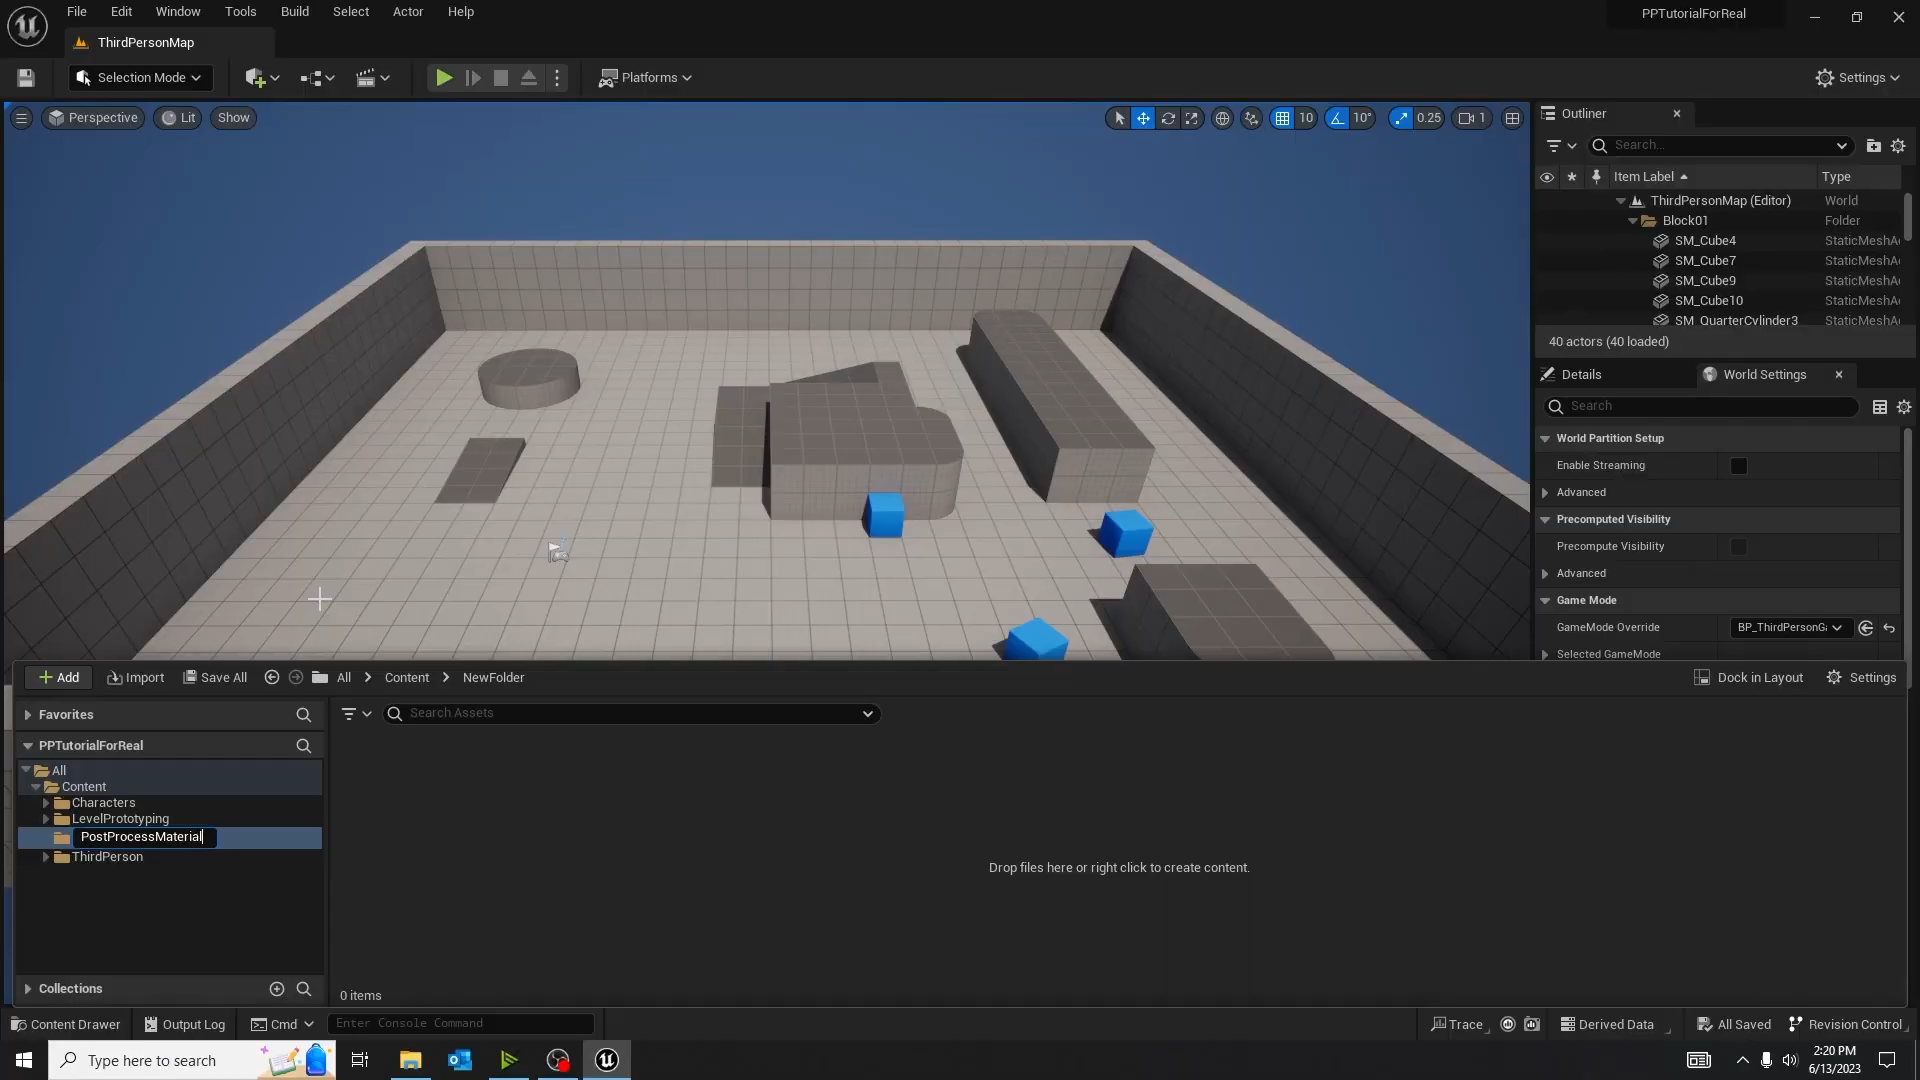 File Edit Window Tools Build Select Actor Help
PPTutorialForReal
ThirdPersonMap
Selection Mode
Platforms
Settings
Perspective
Lit
Show
10
10°
0.25
1
Outliner
Search...
Item Label
Type
ThirdPersonMap (Editor) World
Block01 Folder
SM_Cube4 StaticMeshA
SM_Cube7 StaticMeshA
SM_Cube9 StaticMeshA
SM_Cube10 StaticMeshA
SM_QuarterCylinder3 StaticMeshA
40 actors (40 loaded)
Details
World Settings
Search
World Partition Setup
Enable Streaming
Advanced
Precomputed Visibility
Precompute Visibility
Advanced
Game Mode
GameMode Override BP_ThirdPersonGa
Selected GameMode
Add
Import
Save All
All
Content
NewFolder
Dock in Layout
Settings
Favorites
Search Assets
PPTutorialForReal
All
Content
Characters
LevelPrototyping
PostProcessMaterial
ThirdPerson
Drop files here or right click to create content.
Collections
0 items
Content Drawer
Output Log
Cmd
Enter Console Command
Trace
Derived Data
All Saved
Revision Control
Type here to search
2:20 PM
6/13/2023